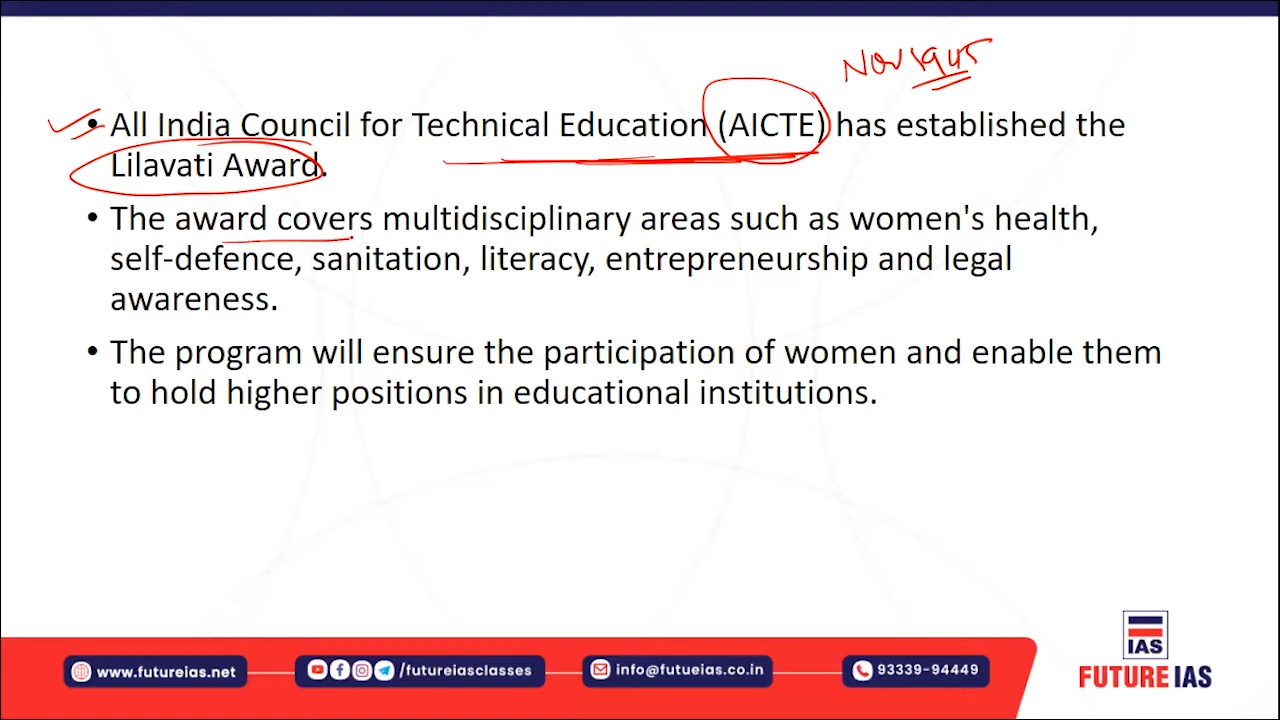 Nov 1945
• All India Council for Technical Education (AICTE) has established the
Lilavati Award.
• The award covers multidisciplinary areas such as women's health,
self-defence, sanitation, literacy, entrepreneurship and legal
awareness.
• The program will ensure the participation of women and enable them
to hold higher positions in educational institutions.
IAS
www.futureias.net
/futureiasclasses
info@futueias.co.in
93339-94449
FUTURE IAS